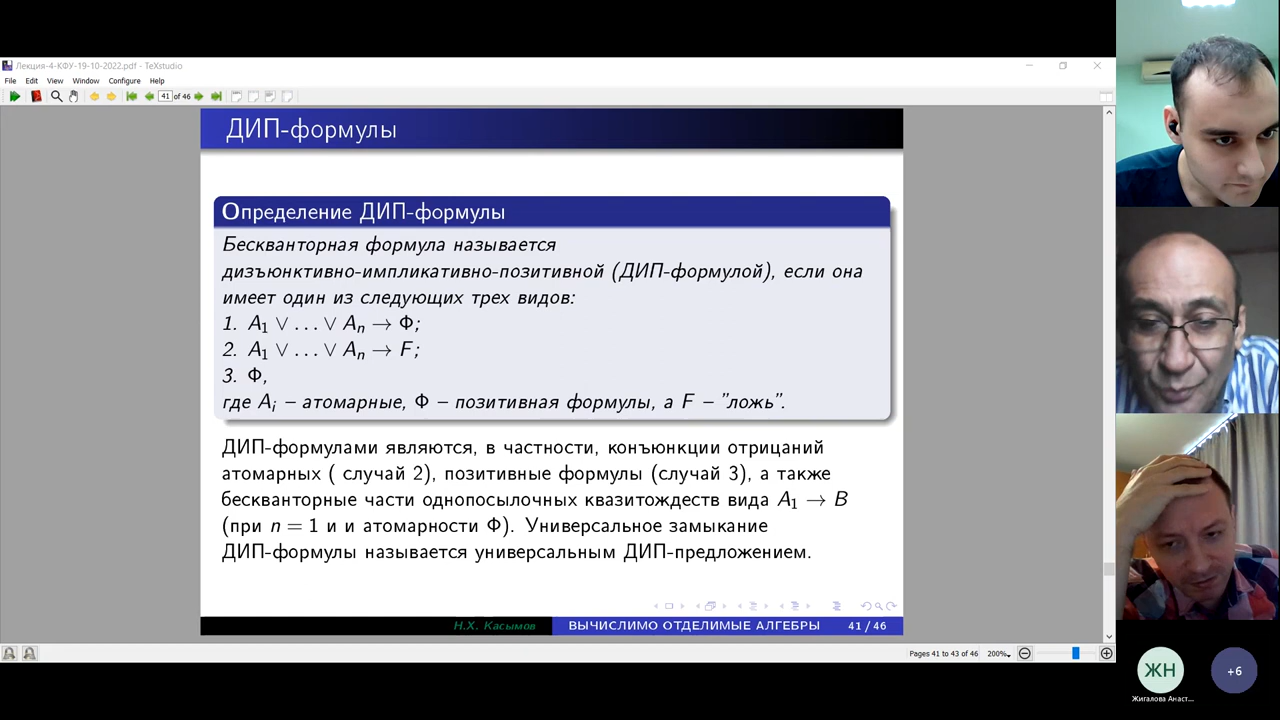 Лекция-4-КФУ-19-10-2022.pdf - TeXstudio
File Edit View Window Configure Help
41 of 46
ДИП-формулы
Определение ДИП-формулы
Бескванторная формула называется
дизъюнктивно-импликативно-позитивной (ДИП-формулой), если она
имеет один из следующих трех видов:
1. A₁ ∨ . . . ∨ Aₙ → Φ;
2. A₁ ∨ . . . ∨ Aₙ → F;
3. Φ,
где Aᵢ – атомарные, Φ – позитивная формулы, а F – "ложь".
ДИП-формулами являются, в частности, конъюнкции отрицаний
атомарных ( случай 2), позитивные формулы (случай 3), а также
бескванторные части однопосылочных квазитождеств вида A₁ → B
(при n = 1 и и атомарности Φ). Универсальное замыкание
ДИП-формулы называется универсальным ДИП-предложением.
Н.Х. Касымов ВЫЧИСЛИМО ОТДЕЛИМЫЕ АЛГЕБРЫ 41 / 46
Pages 41 to 43 of 46 200%
ЖН
Жигалова Анаст...
+6